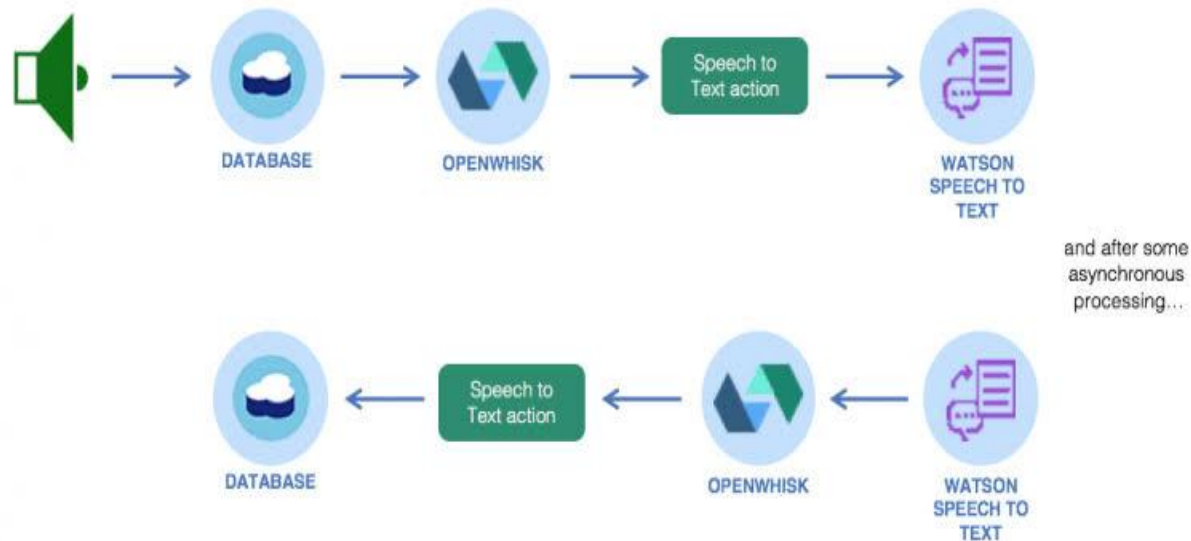 Speech to
Text action
DATABASE
OPENWHISK
WATSON
SPEECH TO
TEXT
and after some
asynchronous
processing…
Speech to
Text action
DATABASE
OPENWHISK
WATSON
SPEECH TO
TEXT